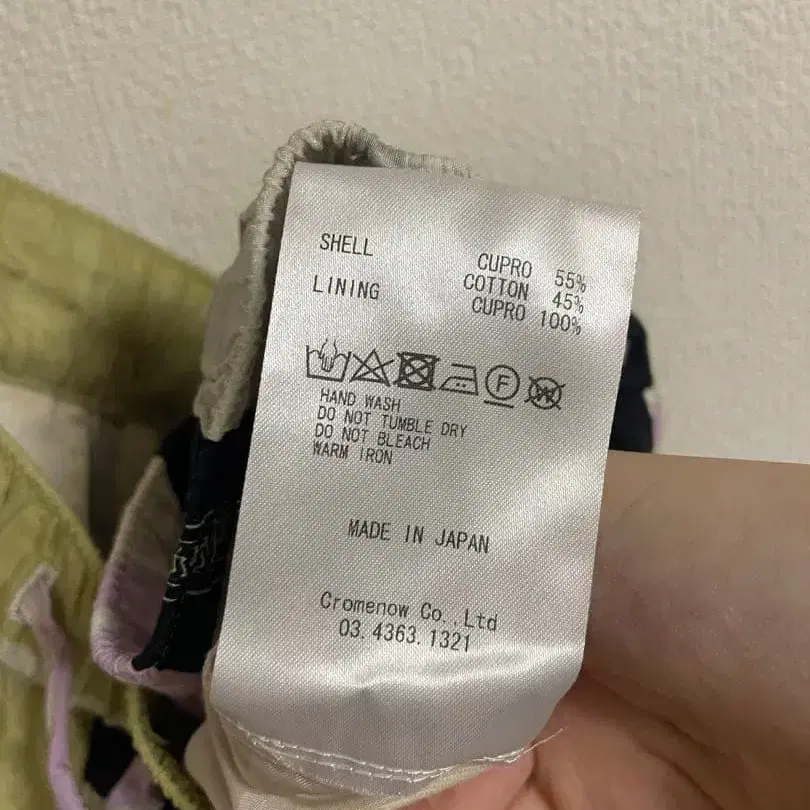 SHELL CUPRO 55%
COTTON 45%
LINING CUPRO 100%
F W
HAND WASH
DO NOT TUMBLE DRY
DO NOT BLEACH
WARM IRON
MADE IN JAPAN
Cromenow Co.,Ltd
03.4363.1321